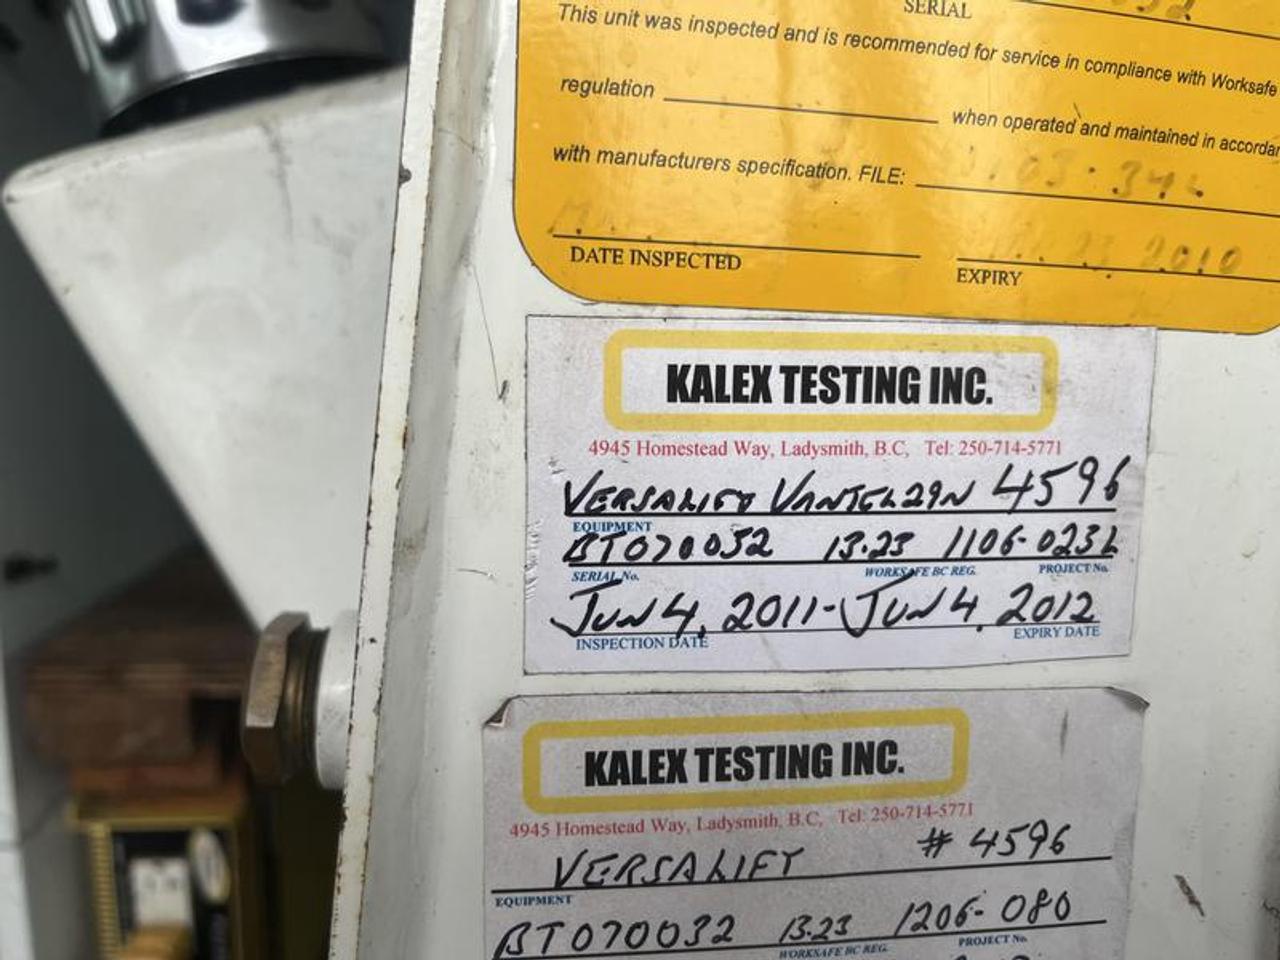 SERIAL
This unit was inspected and is recommended for service in compliance with Worksafe
regulation when operated and maintained in accordan
with manufacturers specification. FILE:
2010
DATE INSPECTED EXPIRY
KALEX TESTING INC.
4945 Homestead Way, Ladysmith, B.C, Tel: 250-714-5771
VERSALIFT VANTEL29N 4596
EQUIPMENT
BT070032 13.23 1106-0232
SERIAL No. WORKSAFE BC REG. PROJECT No.
JUN 4, 2011 - JUN 4, 2012
INSPECTION DATE EXPIRY DATE
KALEX TESTING INC.
4945 Homestead Way, Ladysmith, B.C, Tel: 250-714-5771
VERSALIFT # 4596
EQUIPMENT
BT070032 13.23 1206-080
WORKSAFE BC REG. PROJECT No.